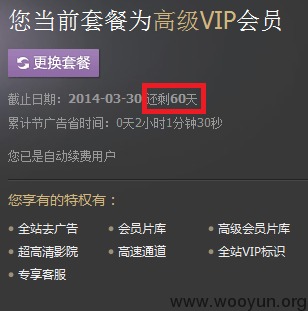 您当前套餐为高级VIP会员
更换套餐
截止日期：2014-03-30 还剩60天
累计节广告省时间：0天2小时1分钟30秒
您已是自动续费用户
您享有的特权有：
全站去广告 会员片库 高级会员片库
超高清影院 高速通道 全站VIP标识
专享客服
www.wooyun.org